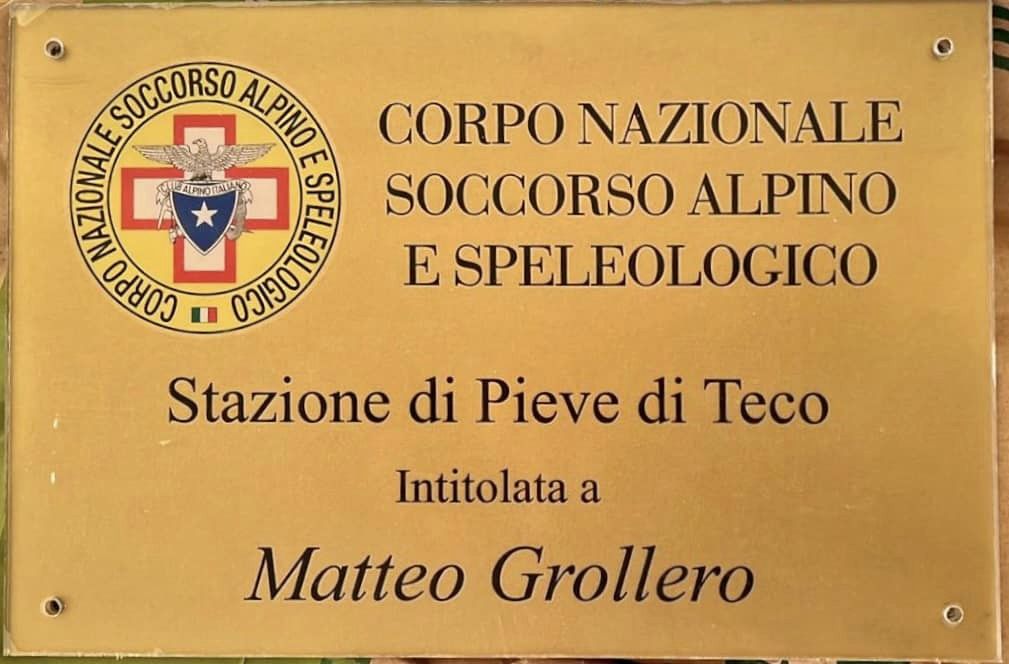 CORPO NAZIONALE SOCCORSO ALPINO E SPELEOLOGICO
CLUB ALPINO ITALIANO
CORPO NAZIONALE
SOCCORSO ALPINO
E SPELEOLOGICO
Stazione di Pieve di Teco
Intitolata a
Matteo Grollero